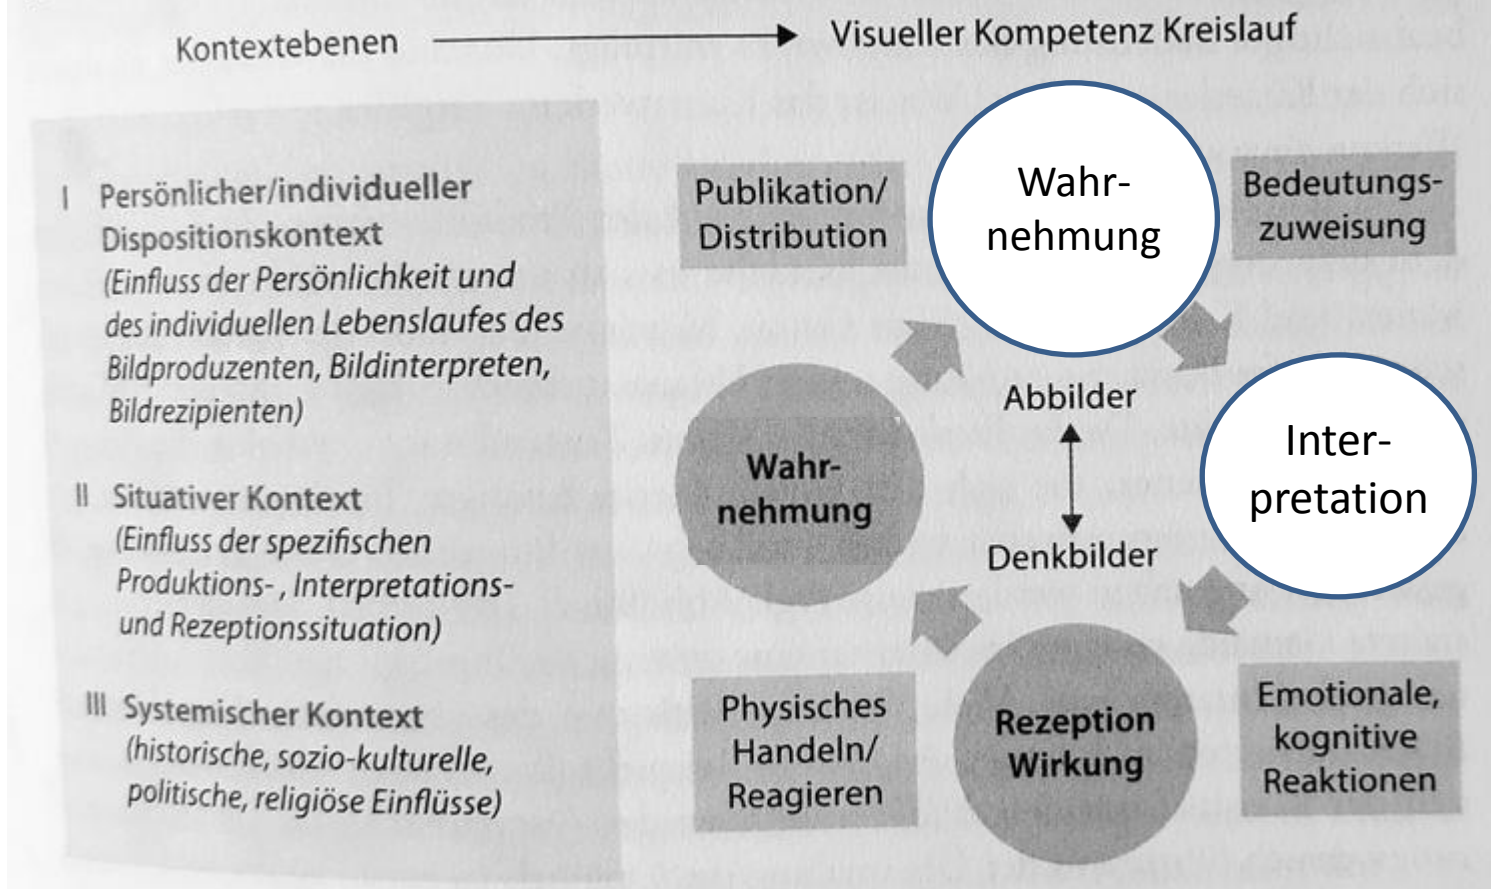 Kontextebenen
Visueller Kompetenz Kreislauf
I Persönlicher/individueller
Dispositionskontext
(Einfluss der Persönlichkeit und
des individuellen Lebenslaufes des
Bildproduzenten, Bildinterpreten,
Bildrezipienten)
II Situativer Kontext
(Einfluss der spezifischen
Produktions-, Interpretations-
und Rezeptionssituation)
III Systemischer Kontext
(historische, sozio-kulturelle,
politische, religiöse Einflüsse)
Publikation/
Distribution
Wahr-
nehmung
Bedeutungs-
zuweisung
Wahr-
nehmung
Abbilder
Denkbilder
Inter-
pretation
Physisches
Handeln/
Reagieren
Rezeption
Wirkung
Emotionale,
kognitive
Reaktionen